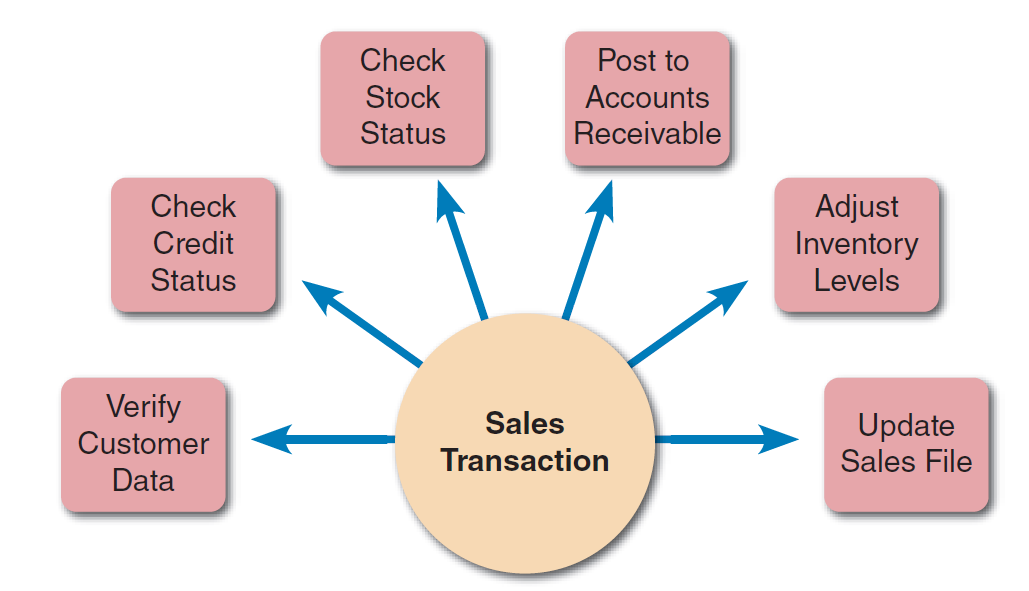 Check
Stock
Status
Post to
Accounts
Receivable
Check
Credit
Status
Adjust
Inventory
Levels
Verify
Customer
Data
Sales
Transaction
Update
Sales File